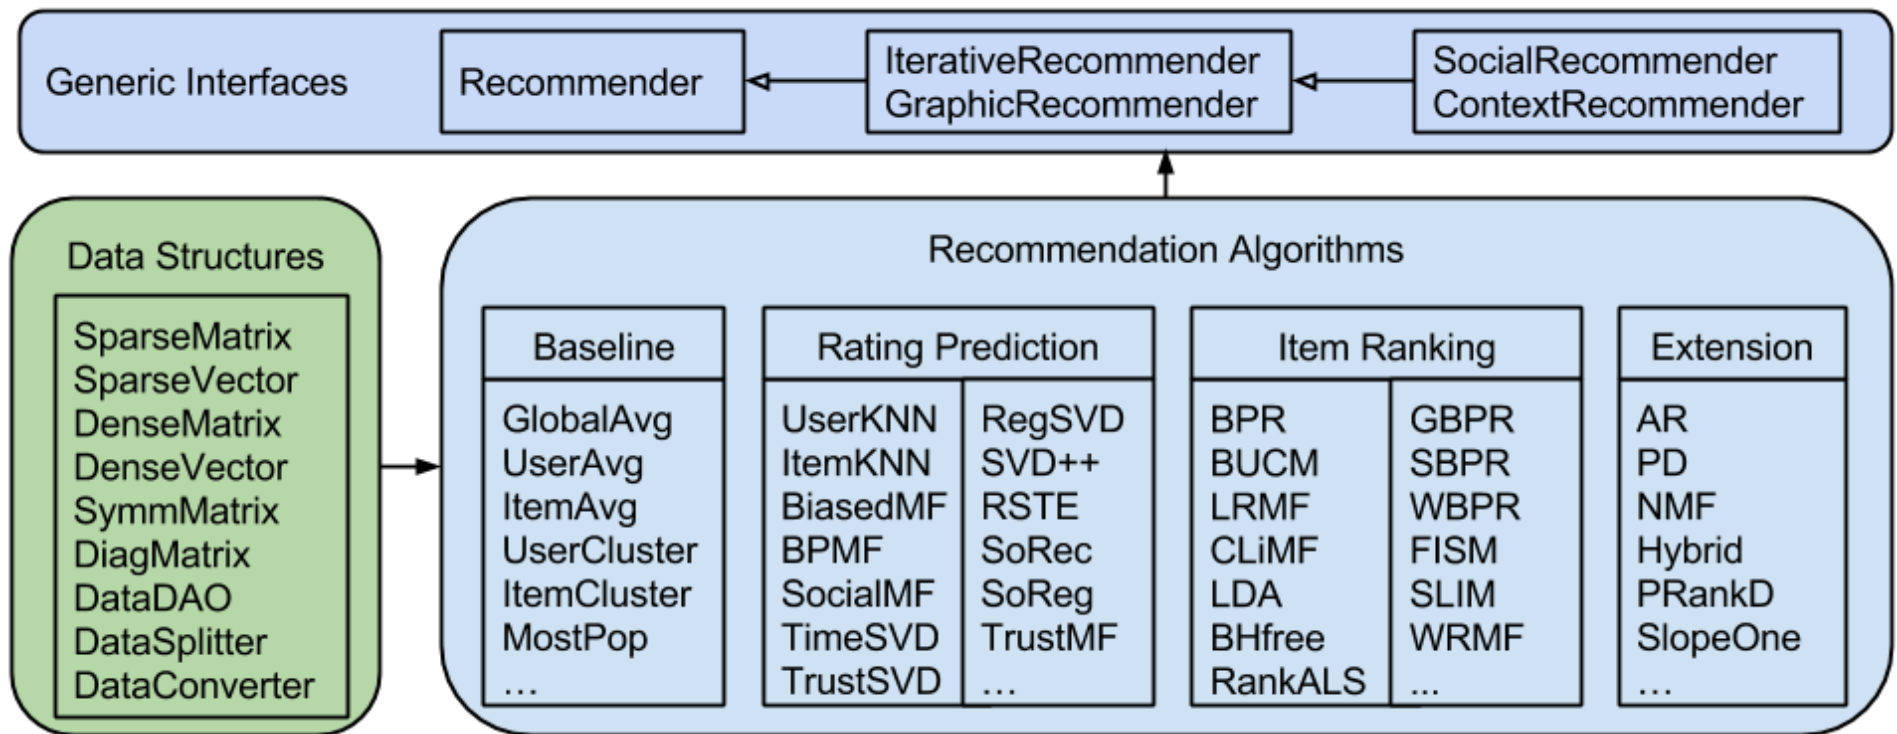 Generic Interfaces
Recommender
IterativeRecommender
GraphicRecommender
SocialRecommender
ContextRecommender
Data Structures
SparseMatrix
SparseVector
DenseMatrix
DenseVector
SymmMatrix
DiagMatrix
DataDAO
DataSplitter
DataConverter
Recommendation Algorithms
Baseline
GlobalAvg
UserAvg
ItemAvg
UserCluster
ItemCluster
MostPop
…
Rating Prediction
UserKNN
ItemKNN
BiasedMF
BPMF
SocialMF
TimeSVD
TrustSVD
RegSVD
SVD++
RSTE
SoRec
SoReg
TrustMF
…
Item Ranking
BPR
BUCM
LRMF
CLiMF
LDA
BHfree
RankALS
GBPR
SBPR
WBPR
FISM
SLIM
WRMF
...
Extension
AR
PD
NMF
Hybrid
PRankD
SlopeOne
…